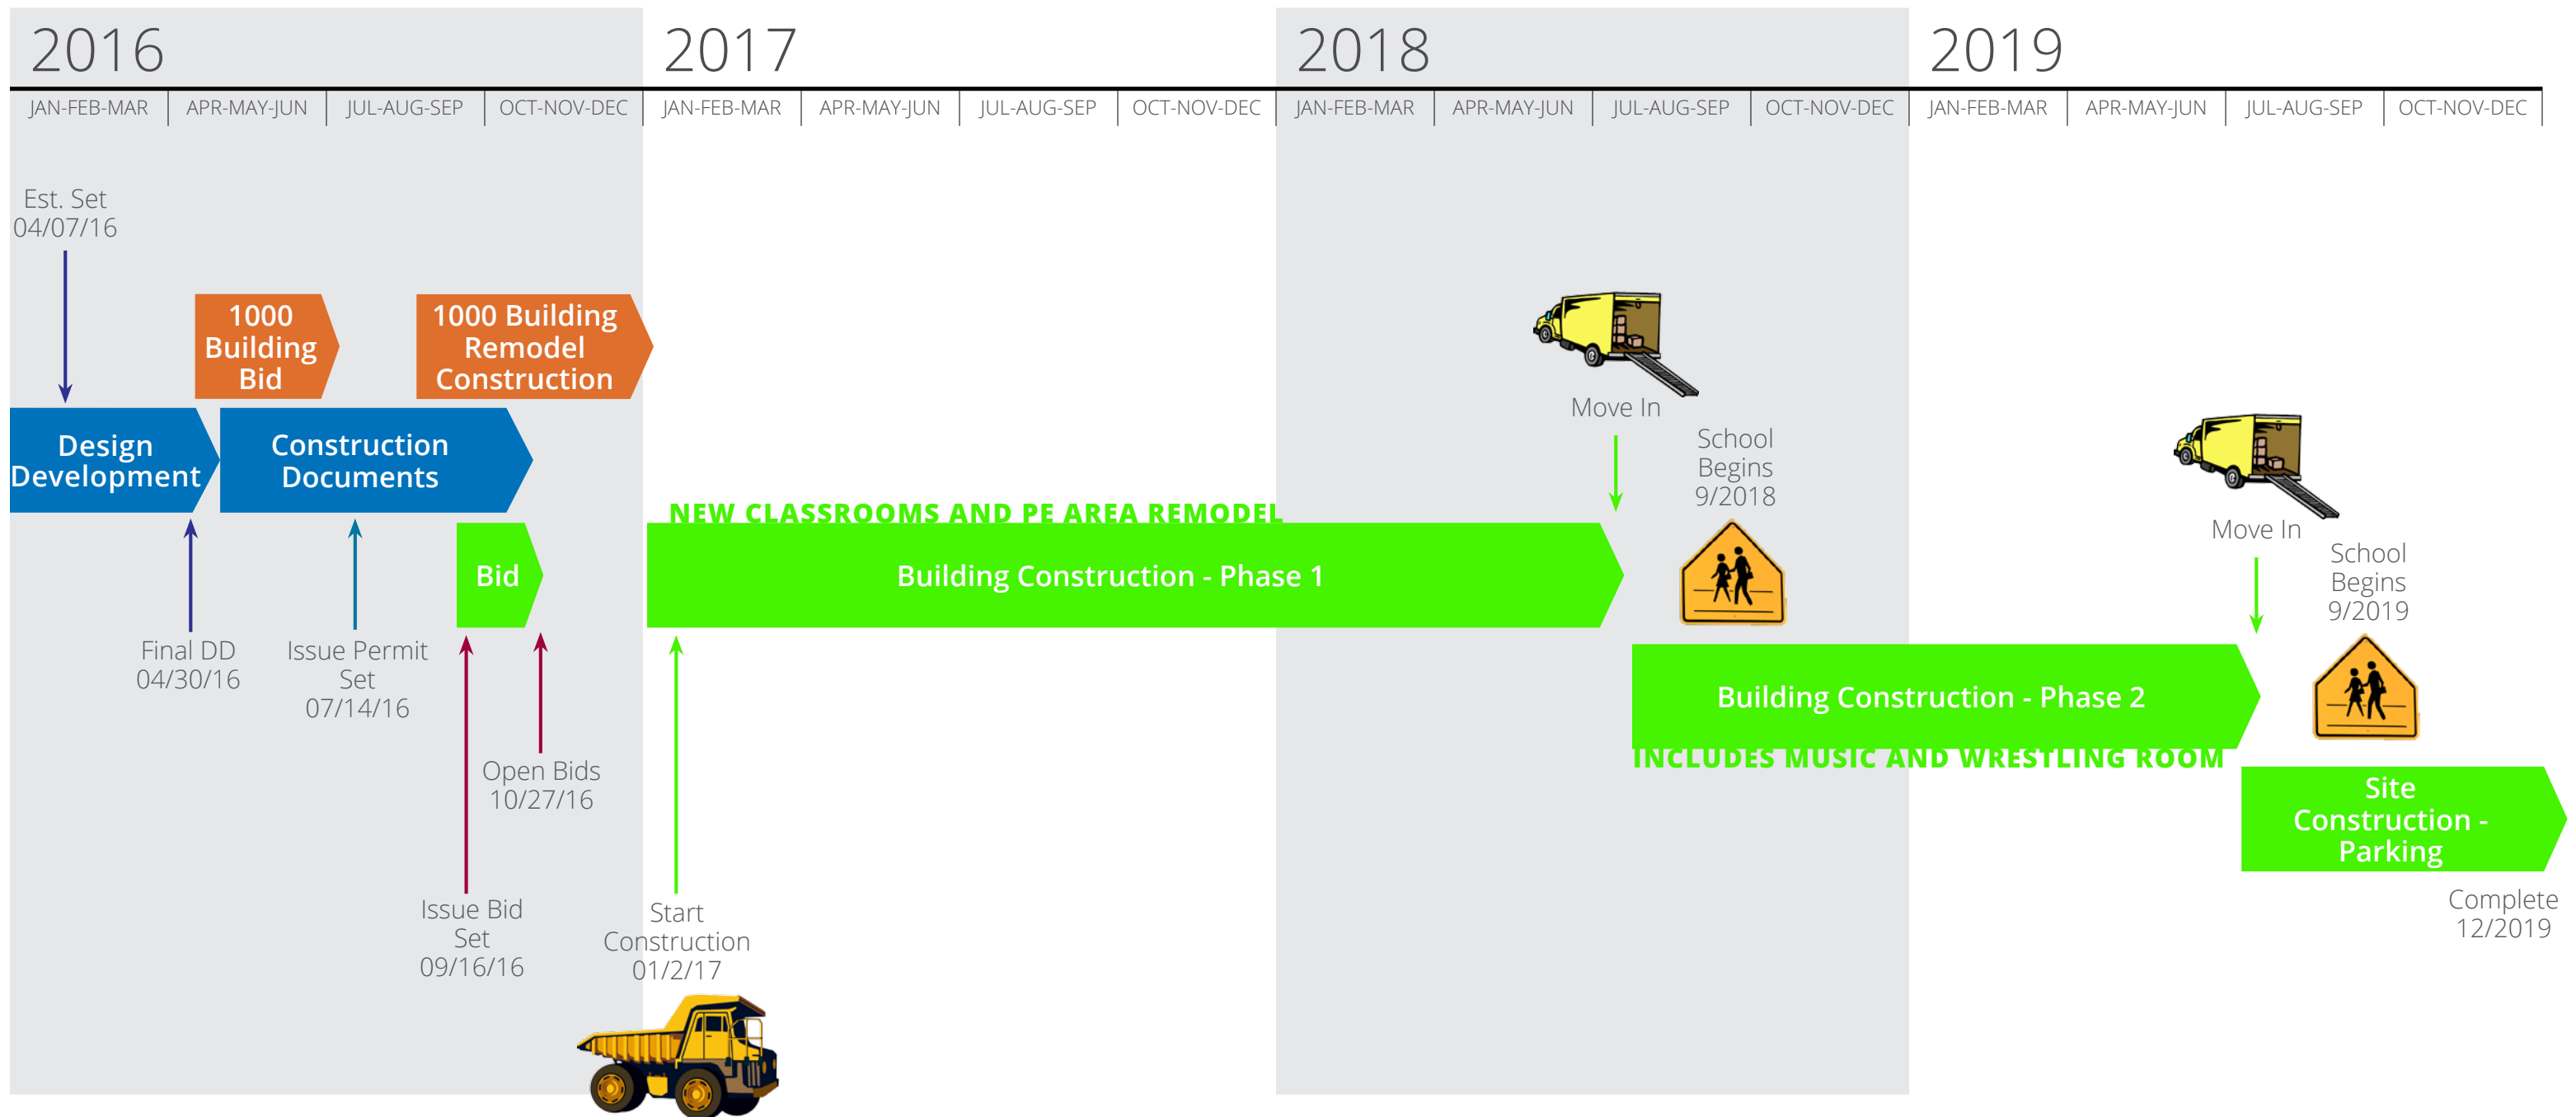 2016
2017
2018
2019
JAN-FEB-MAR
APR-MAY-JUN
JUL-AUG-SEP
OCT-NOV-DEC
JAN-FEB-MAR
APR-MAY-JUN
JUL-AUG-SEP
OCT-NOV-DEC
JAN-FEB-MAR
APR-MAY-JUN
JUL-AUG-SEP
OCT-NOV-DEC
JAN-FEB-MAR
APR-MAY-JUN
JUL-AUG-SEP
OCT-NOV-DEC
Est. Set
04/07/16
1000
Building
Bid
1000 Building
Remodel
Construction
Design
Development
Construction
Documents
Move In
School
Begins
9/2018
NEW CLASSROOMS AND PE AREA REMODEL
Bid
Building Construction - Phase 1
Move In
School
Begins
9/2019
Final DD
04/30/16
Issue Permit
Set
07/14/16
Building Construction - Phase 2
INCLUDES MUSIC AND WRESTLING ROOM
Open Bids
10/27/16
Site
Construction -
Parking
Issue Bid
Set
09/16/16
Start
Construction
01/2/17
Complete
12/2019